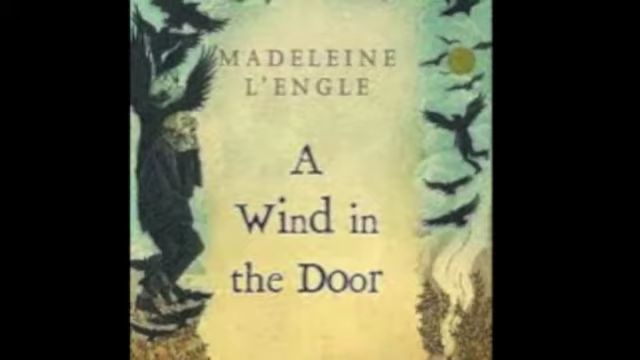 MADELEINE
L'ENGLE
A
Wind in
the Door